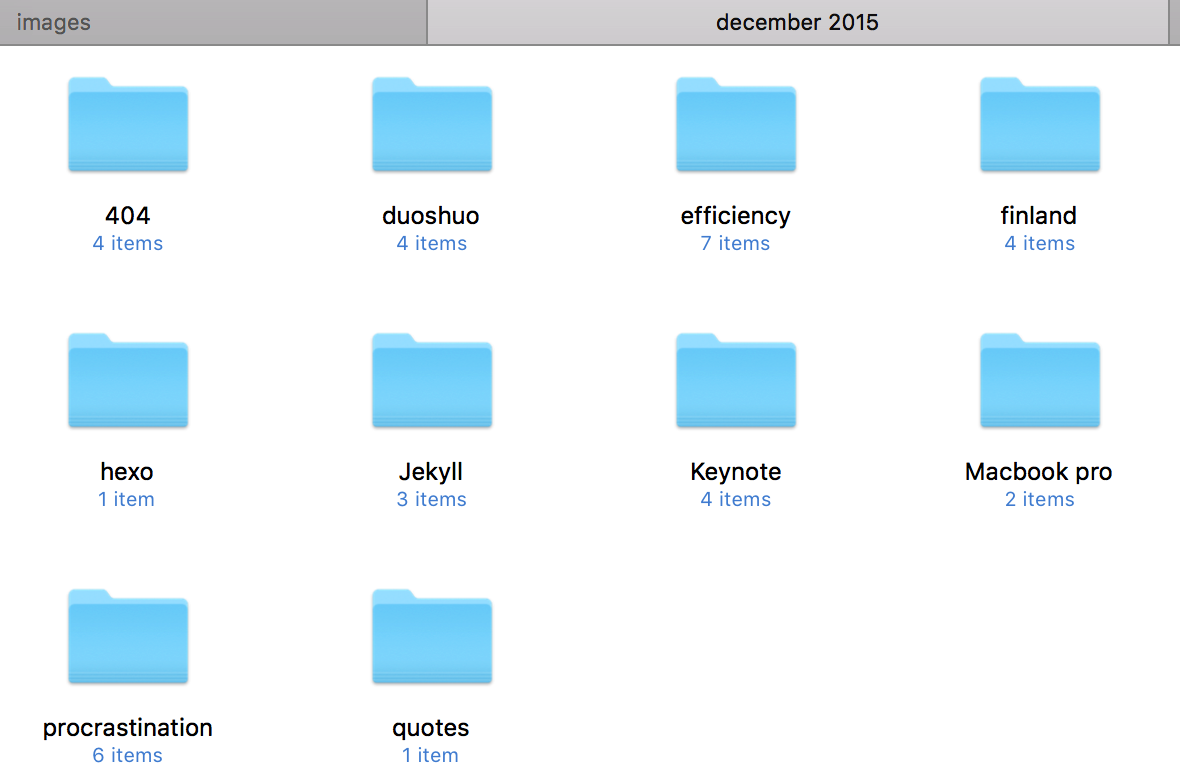 images
december 2015
404
4 items
duoshuo
4 items
efficiency
7 items
finland
4 items
hexo
1 item
Jekyll
3 items
Keynote
4 items
Macbook pro
2 items
procrastination
6 items
quotes
1 item